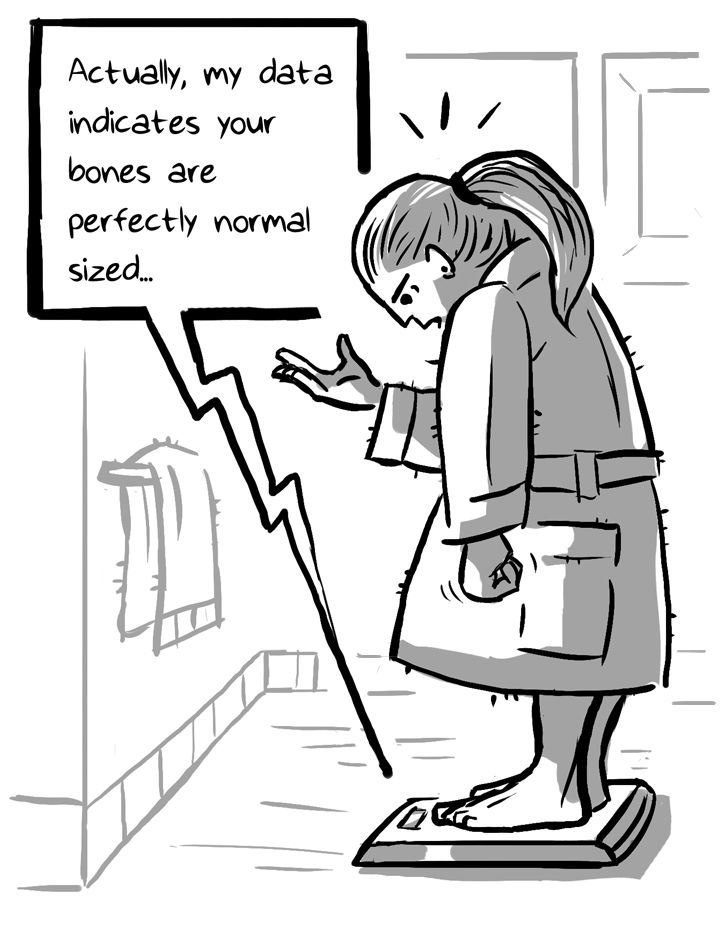 Actually, my data
indicates your
bones are
perfectly normal
sized...